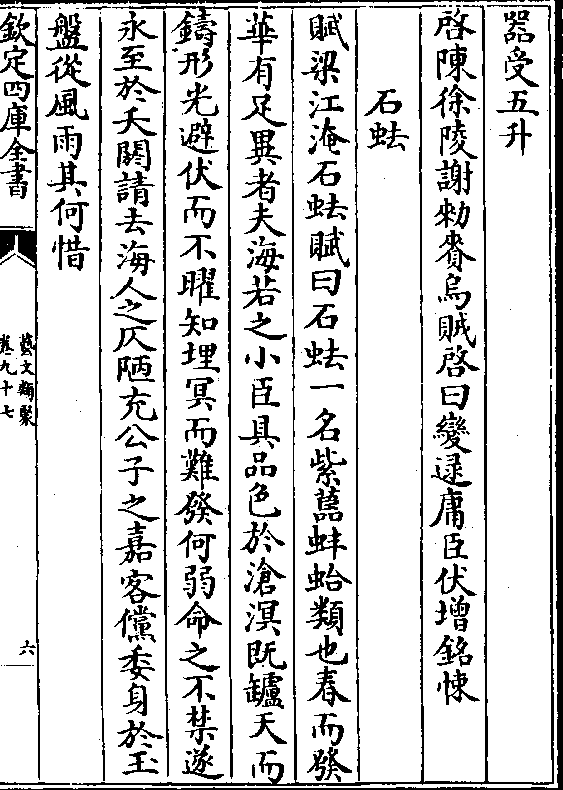 器受五升
啓陳徐陵謝勑賚烏賊啓曰變逯庸臣伏增銘悚
石蚨
賦梁江淹石蚨賦曰石蚨一名紫蕮蚌蛤類也春而發
華有足異者夫海若之小臣具品色於滄溟既鑪天而
鑄形光避伏而不曜知埋冥而難發何弱命之不禁遂
永至於夭閼請去海人之仄陋充公子之嘉客儻委身於玉
盤從風雨其何惜
欽定四庫全書
藝文類聚
卷九十七
六